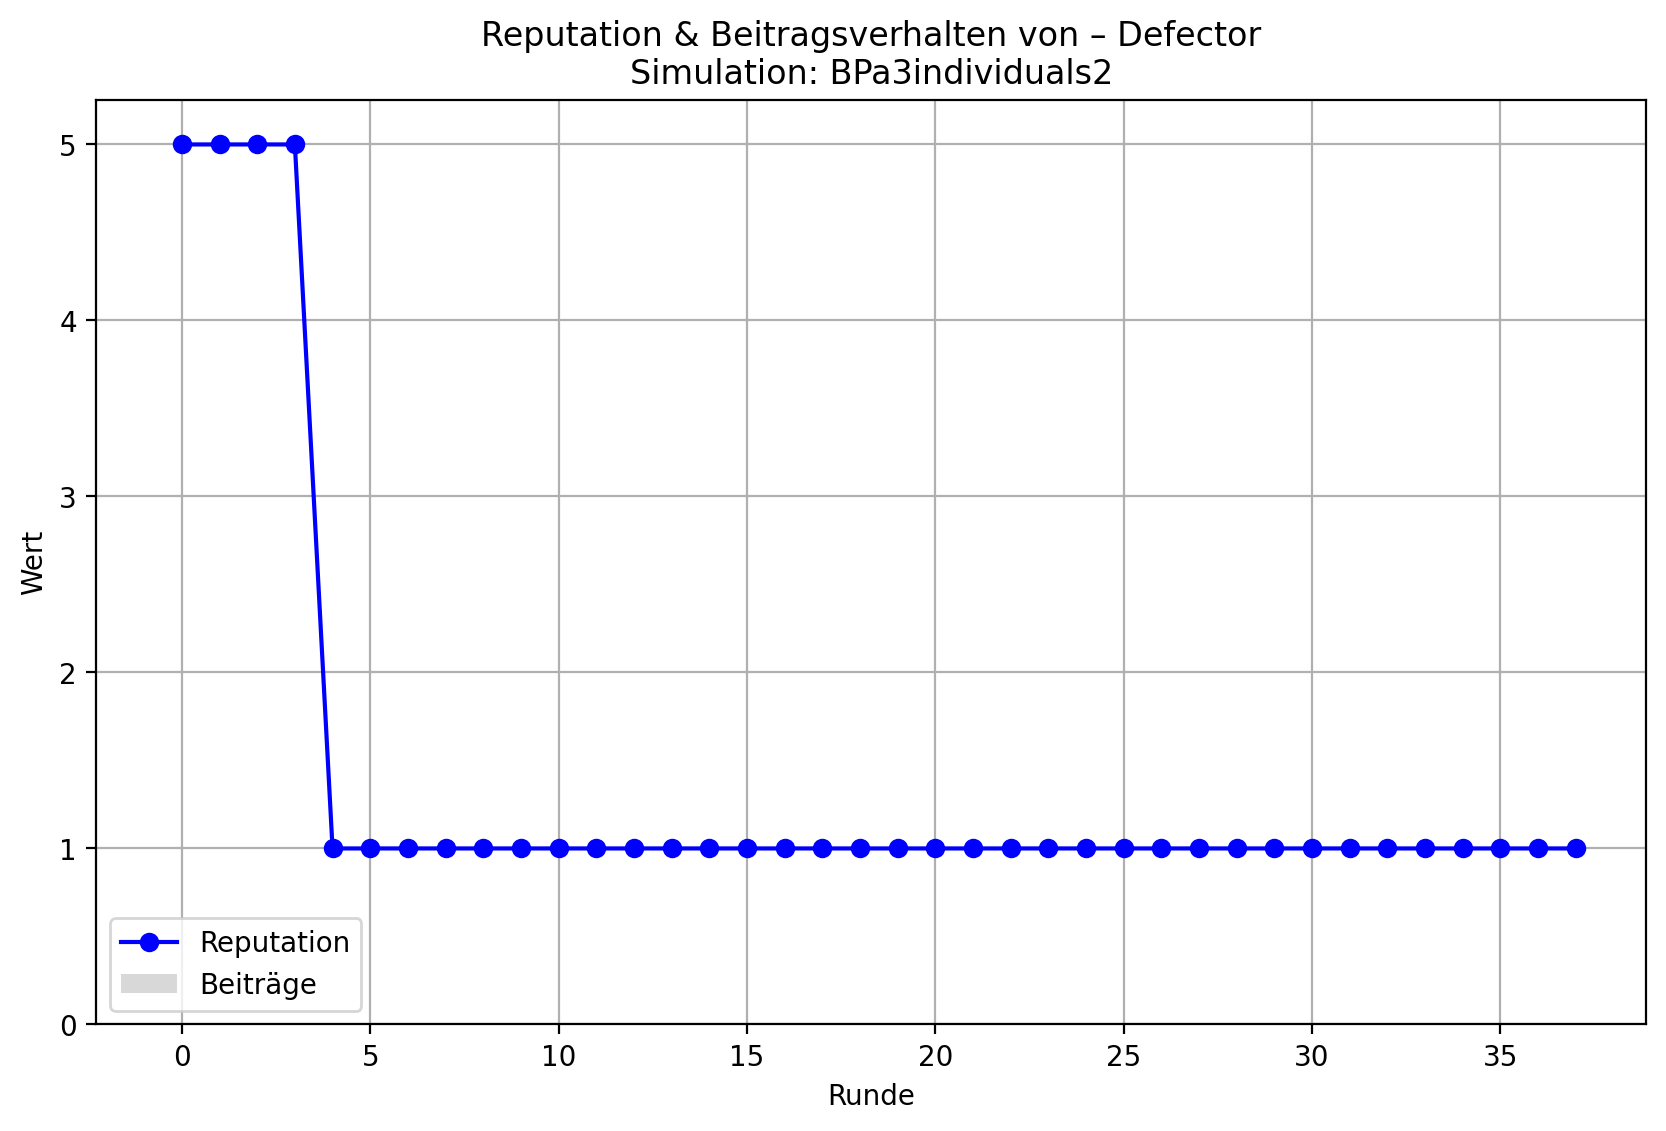 Reputation & Beitragsverhalten von – Defector
Simulation: BPa3individuals2
Wert
5
4
3
2
1
0
Reputation
Beiträge
0 5 10 15 20 25 30 35
Runde